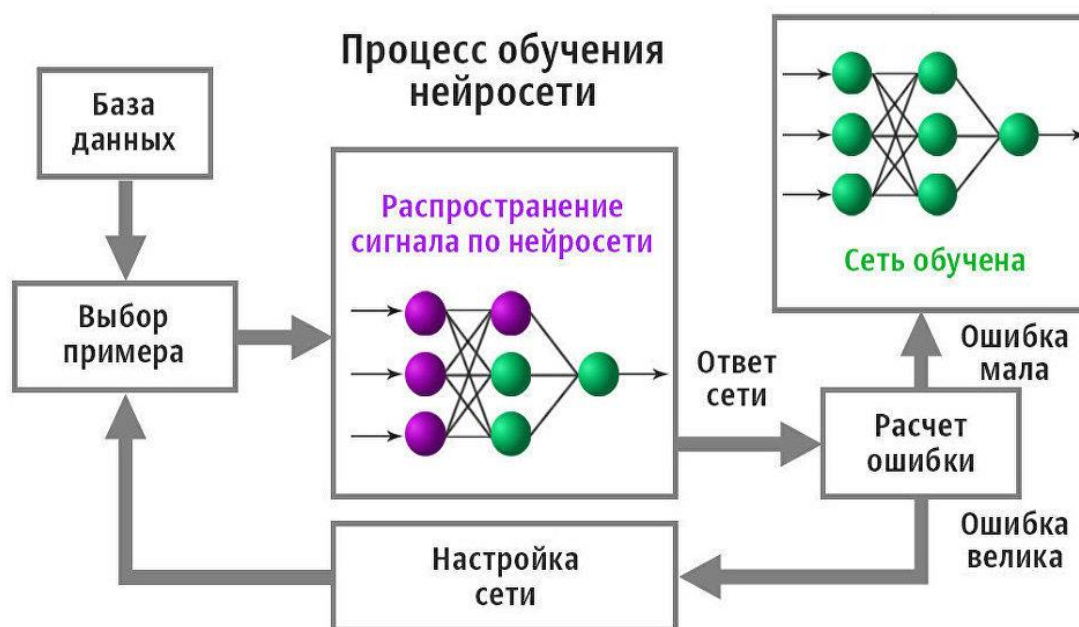 Процесс обучения
нейросети
База
данных
Выбор
примера
Распространение
сигнала по нейросети
Ответ
сети
Расчет
ошибки
Ошибка
мала
Сеть обучена
Ошибка
велика
Настройка
сети